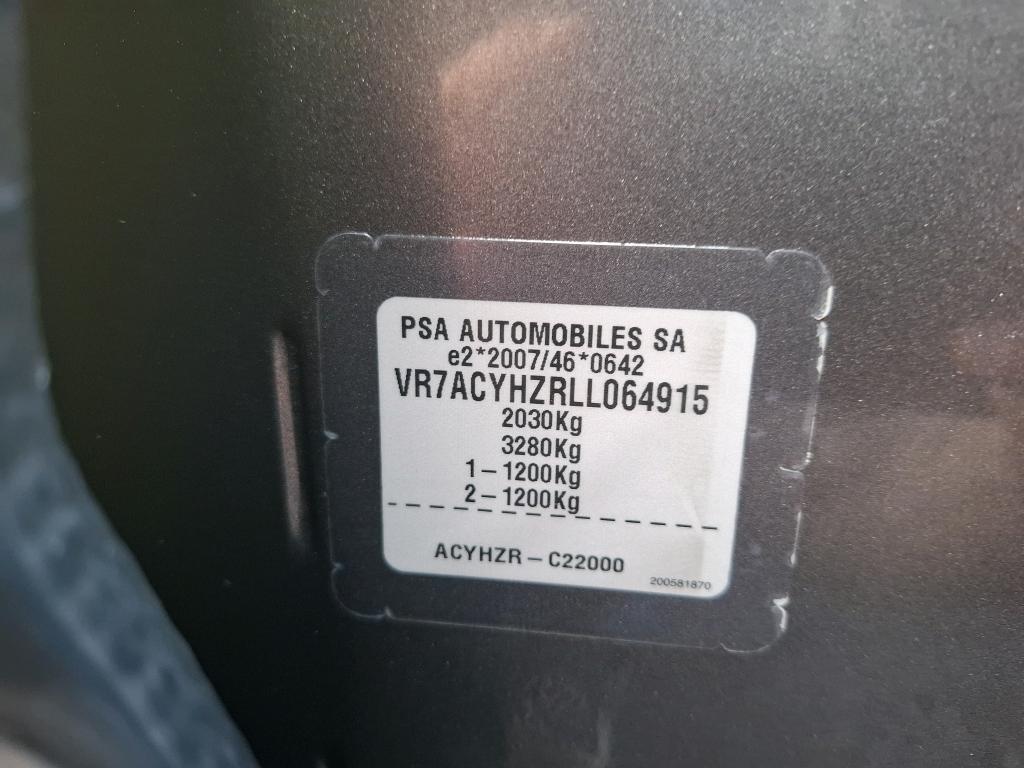 PSA AUTOMOBILES SA
e2*2007/46*0642
VR7ACYHZRLL064915
2030Kg
3280Kg
1-1200Kg
2-1200Kg
ACYHZR-C22000
200581870